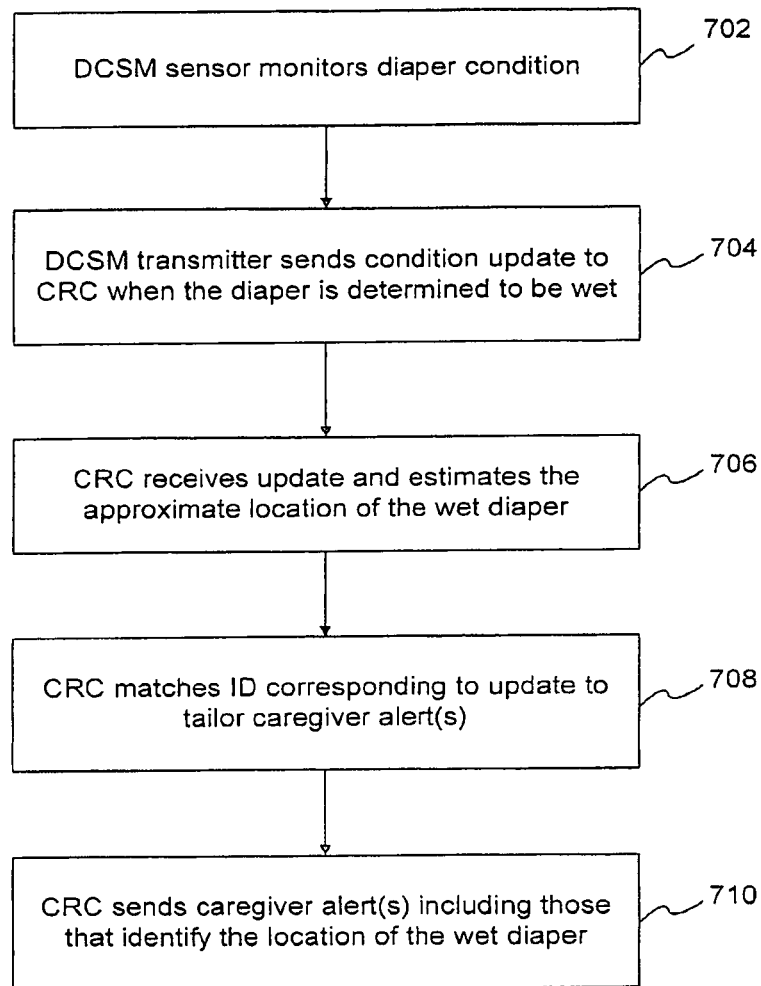 702
DCSM sensor monitors diaper condition
704
DCSM transmitter sends condition update to
CRC when the diaper is determined to be wet
706
CRC receives update and estimates the
approximate location of the wet diaper
708
CRC matches ID corresponding to update to
tailor caregiver alert(s)
710
CRC sends caregiver alert(s) including those
that identify the location of the wet diaper